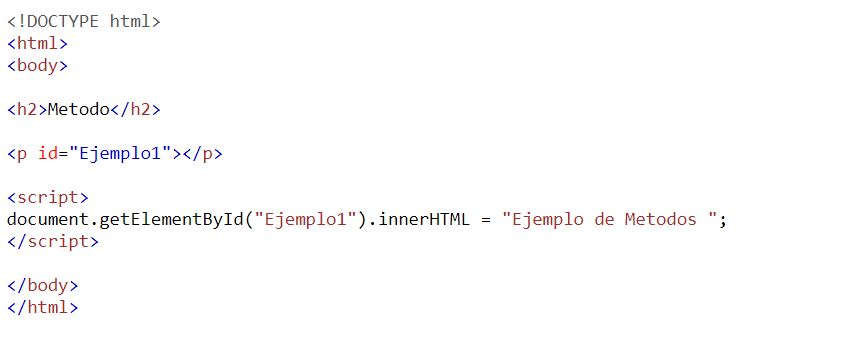 <!DOCTYPE html>
<html>
<body>
<h2>Metodo</h2>
<p id="Ejemplo1"></p>
<script>
document.getElementById("Ejemplo1").innerHTML = "Ejemplo de Metodos ";
</script>
</body>
</html>